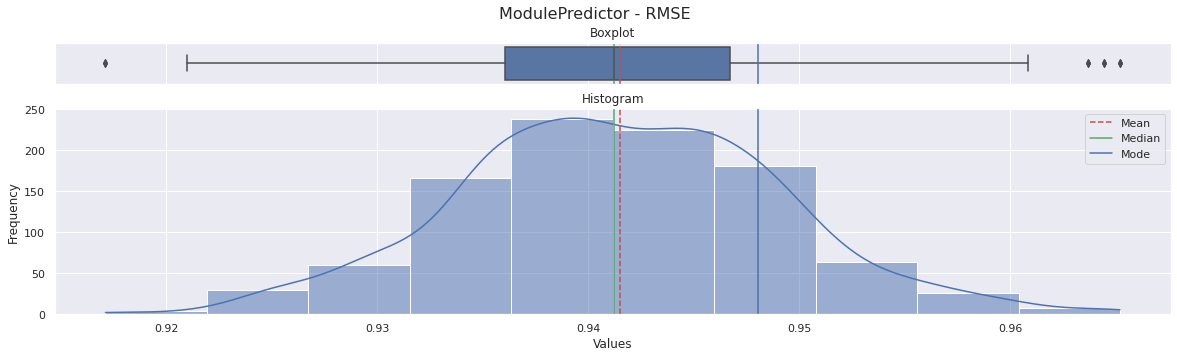 ModulePredictor - RMSE
Boxplot
Histogram
250
200
150
100
50
0
Frequency
Mean
Median
Mode
0.92 0.93 0.94 0.95 0.96
Values